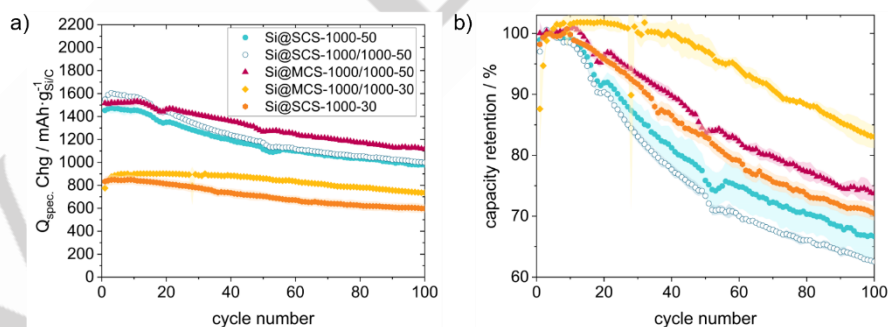 a)
2200
2000
1800
1600
1400
1200
1000
800
600
400
200
0
Q_spec. Chg / mAh·g⁻¹_Si/C
Si@SCS-1000-50
Si@SCS-1000/1000-50
Si@MCS-1000/1000-50
Si@MCS-1000/1000-30
Si@SCS-1000-30
0 20 40 60 80 100
cycle number
b)
100
90
80
70
60
capacity retention / %
0 20 40 60 80 100
cycle number